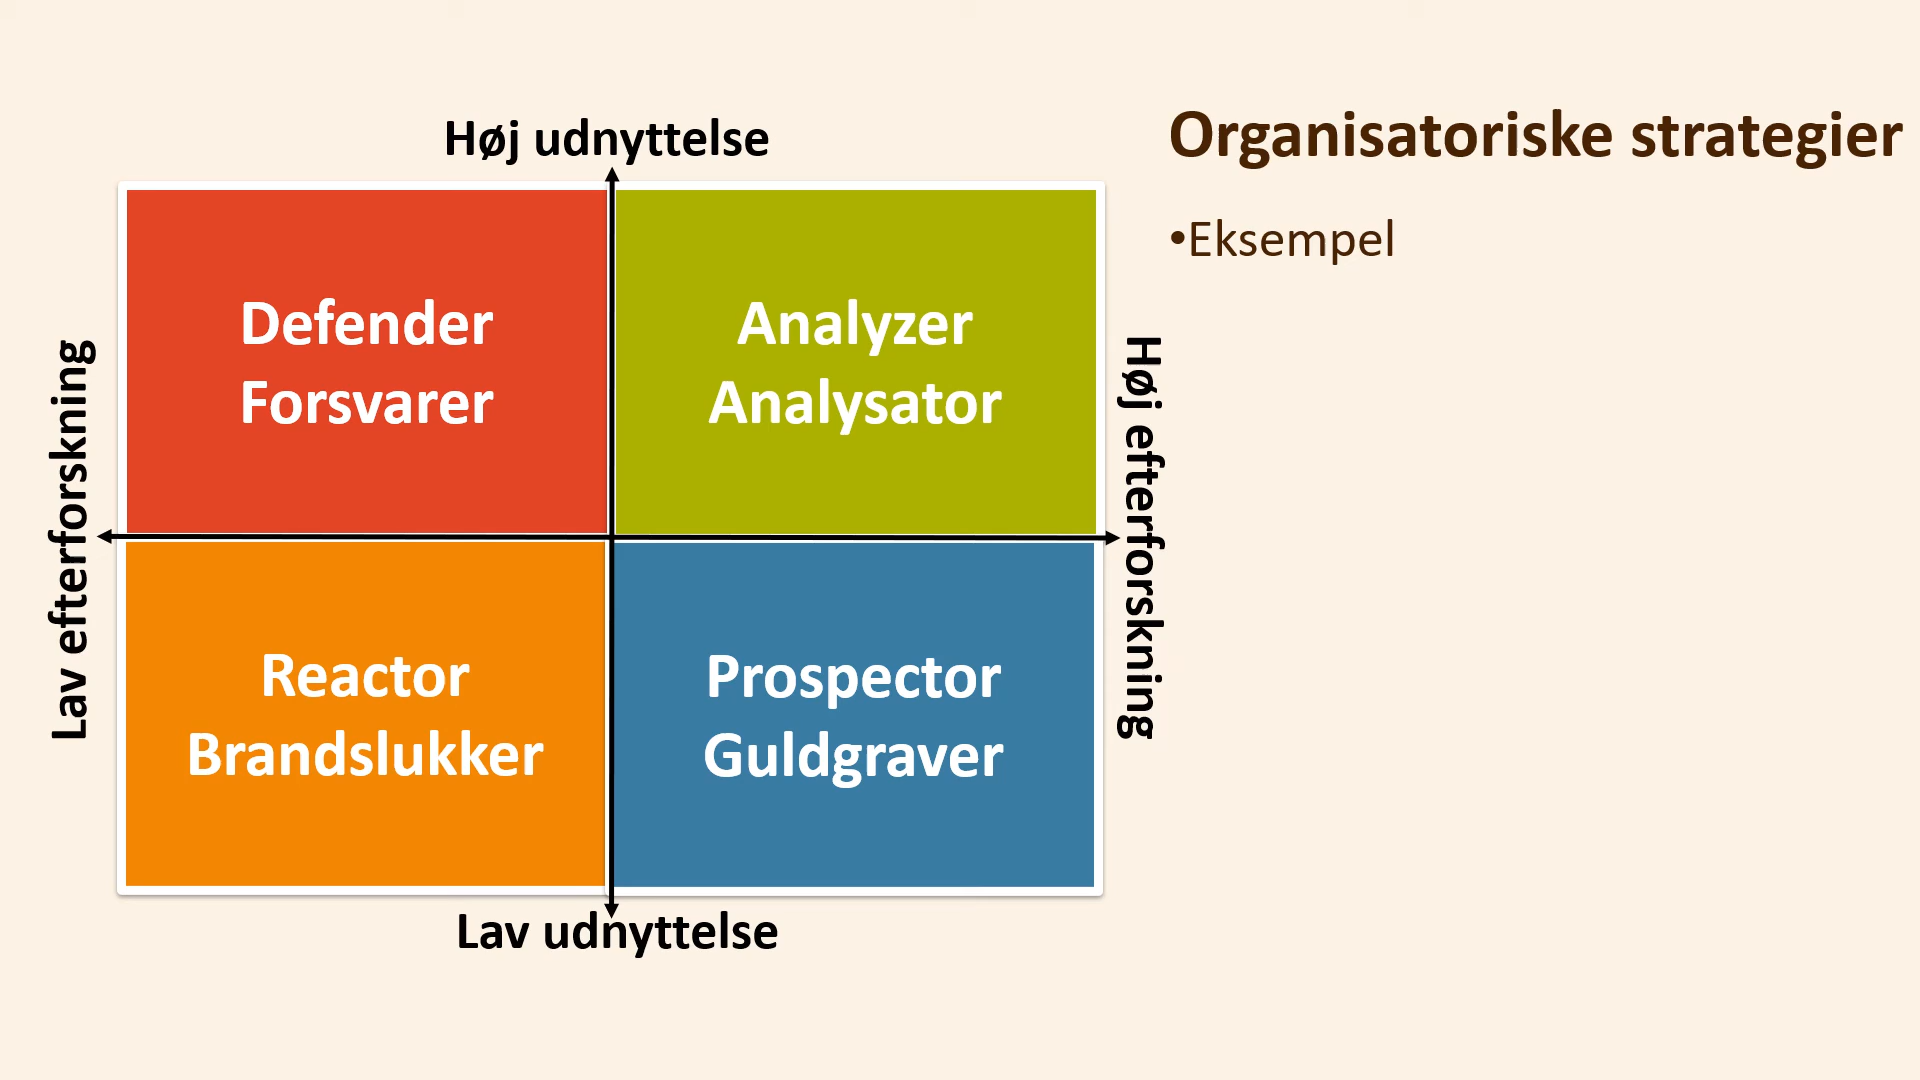 Organisatoriske strategier
•Eksempel
Høj udnyttelse
Defender
Forsvarer
Analyzer
Analysator
Lav efterforskning
Høj efterforskning
Reactor
Brandslukker
Prospector
Guldgraver
Lav udnyttelse